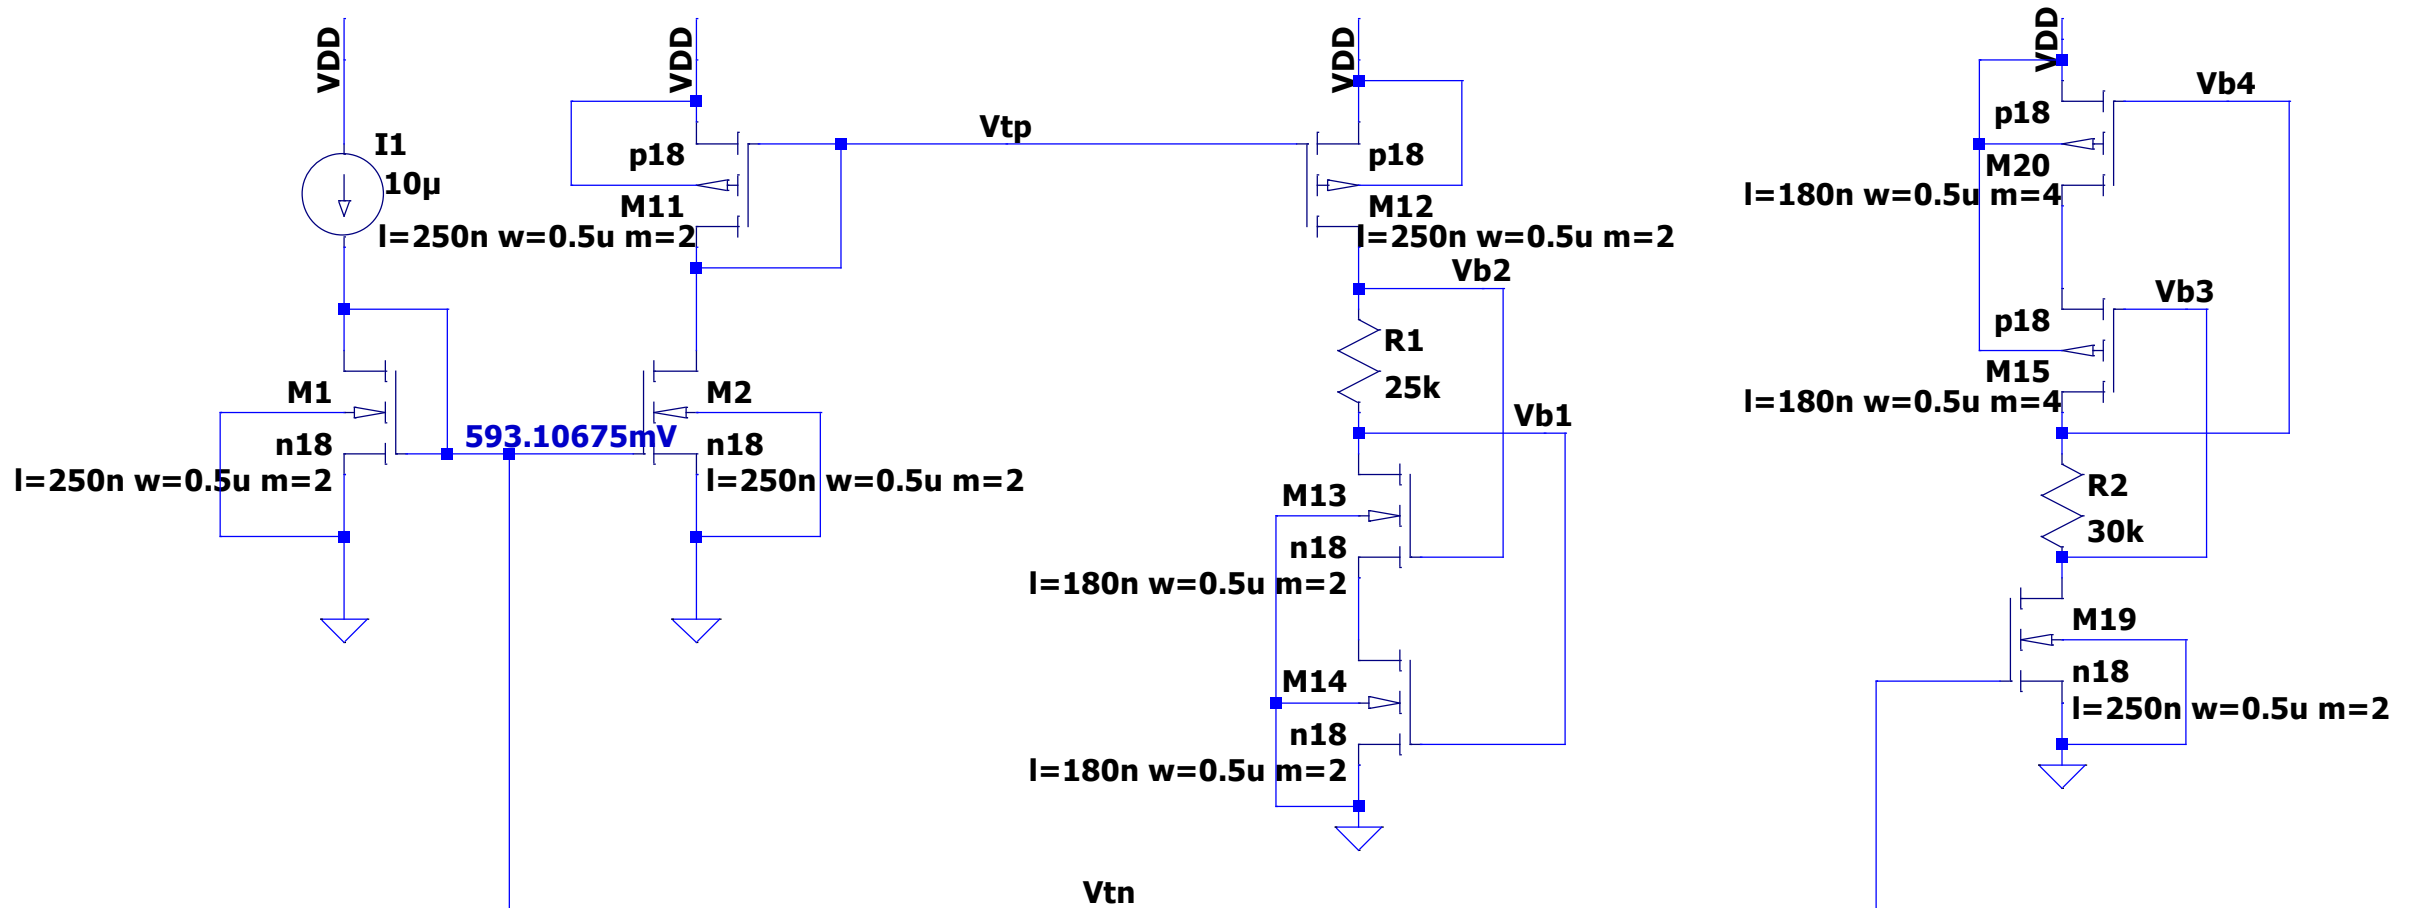 VDD
I1
10µ
M1
n18
l=250n w=0.5u m=2
593.10675mV
VDD
p18
M11
l=250n w=0.5u m=2
M2
n18
l=250n w=0.5u m=2
Vtp
VDD
p18
M12
l=250n w=0.5u m=2
Vb2
R1
25k
Vb1
M13
n18
l=180n w=0.5u m=2
M14
n18
l=180n w=0.5u m=2
Vtn
VDD
Vb4
p18
M20
l=180n w=0.5u m=4
Vb3
p18
M15
l=180n w=0.5u m=4
R2
30k
M19
n18
l=250n w=0.5u m=2